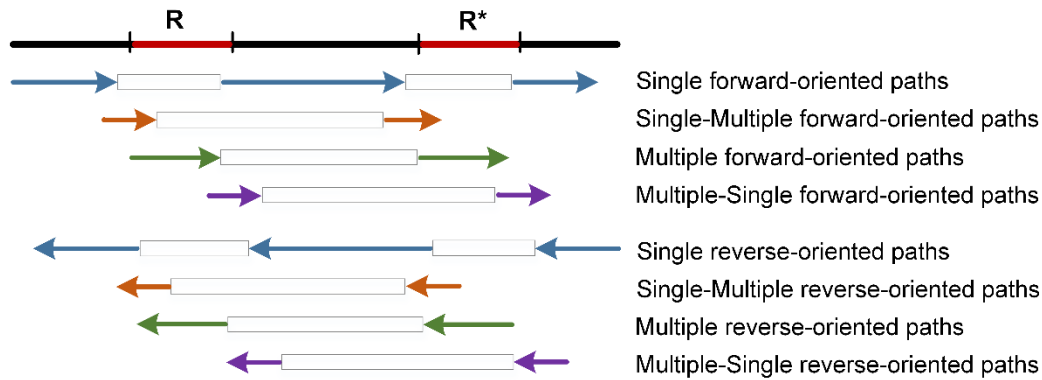 R R*
Single forward-oriented paths
Single-Multiple forward-oriented paths
Multiple forward-oriented paths
Multiple-Single forward-oriented paths
Single reverse-oriented paths
Single-Multiple reverse-oriented paths
Multiple reverse-oriented paths
Multiple-Single reverse-oriented paths